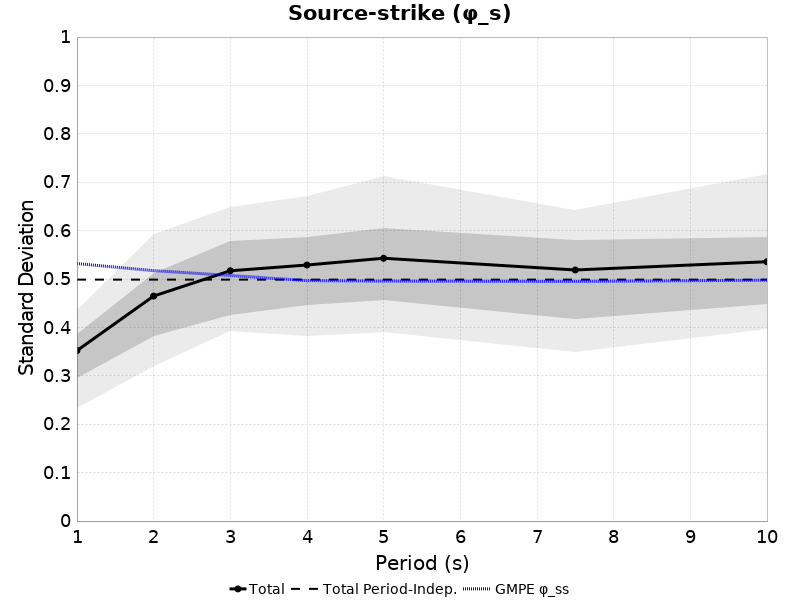 Source-strike (φ_s)
1
0.9
0.8
0.7
0.6
0.5
0.4
0.3
0.2
0.1
0
Standard Deviation
1 2 3 4 5 6 7 8 9 10
Period (s)
Total Total Period-Indep. GMPE φ_ss